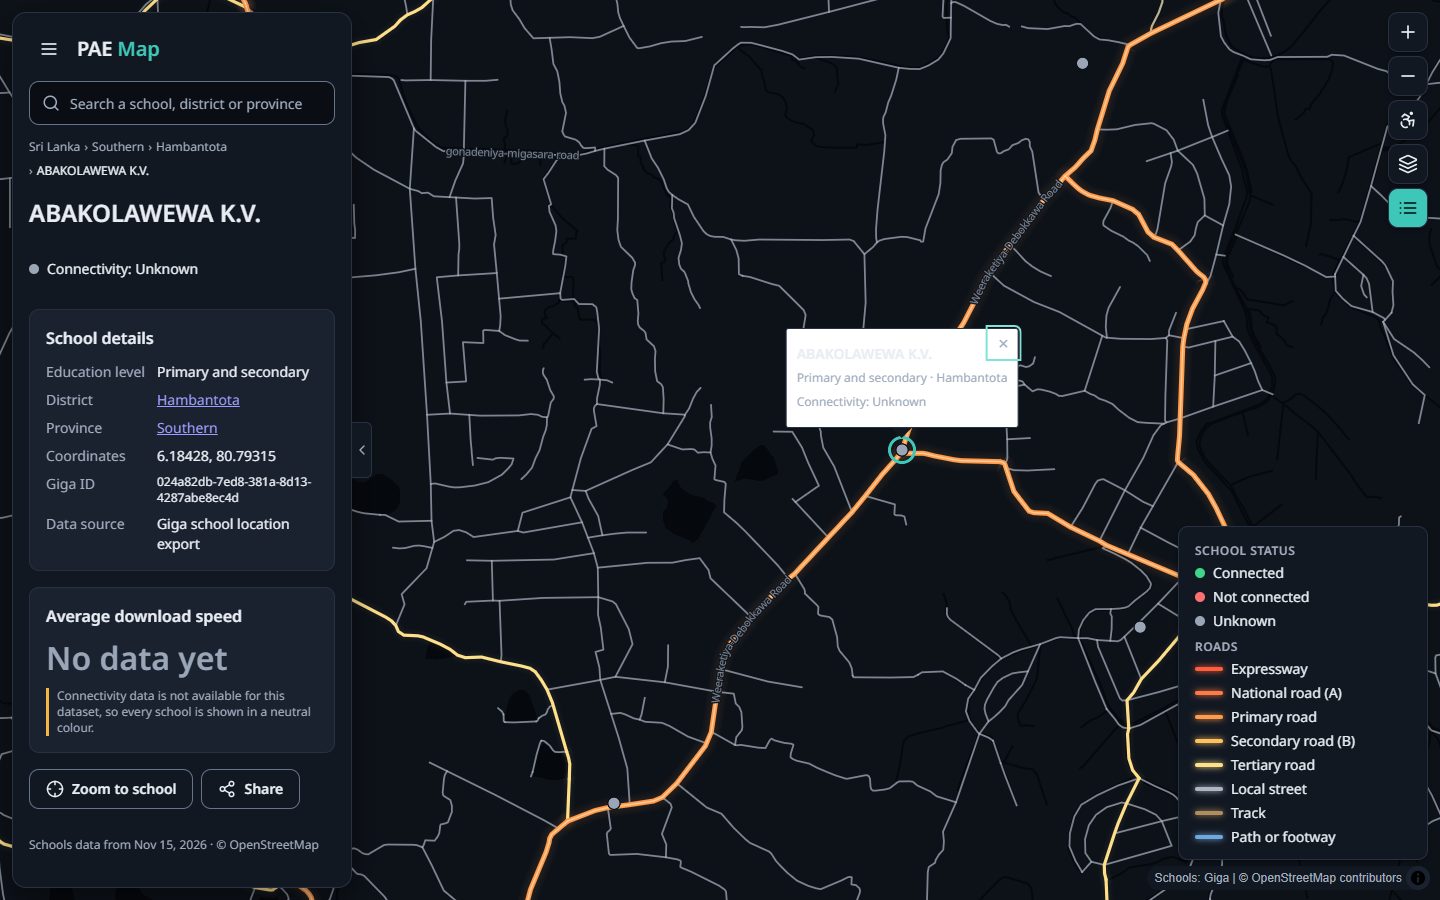 PAE Map
Search a school, district or province
Sri Lanka › Southern › Hambantota
› ABAKOLAWEWA K.V.
ABAKOLAWEWA K.V.
Connectivity: Unknown
School details
Education level Primary and secondary
District Hambantota
Province Southern
Coordinates 6.18428, 80.79315
Giga ID 024a82db-7ed8-381a-8d13-
4287abe8ec4d
Data source Giga school location
export
Average download speed
No data yet
Connectivity data is not available for this
dataset, so every school is shown in a neutral
colour.
Zoom to school
Share
Schools data from Nov 15, 2026 · © OpenStreetMap
gonadeniya-migasara-road
Weeraketiya-Debokkawa Road
ABAKOLAWEWA K.V.
Primary and secondary · Hambantota
Connectivity: Unknown
Weeraketiya-Debokkawa Road
SCHOOL STATUS
Connected
Not connected
Unknown
ROADS
Expressway
National road (A)
Primary road
Secondary road (B)
Tertiary road
Local street
Track
Path or footway
Schools: Giga | © OpenStreetMap contributors